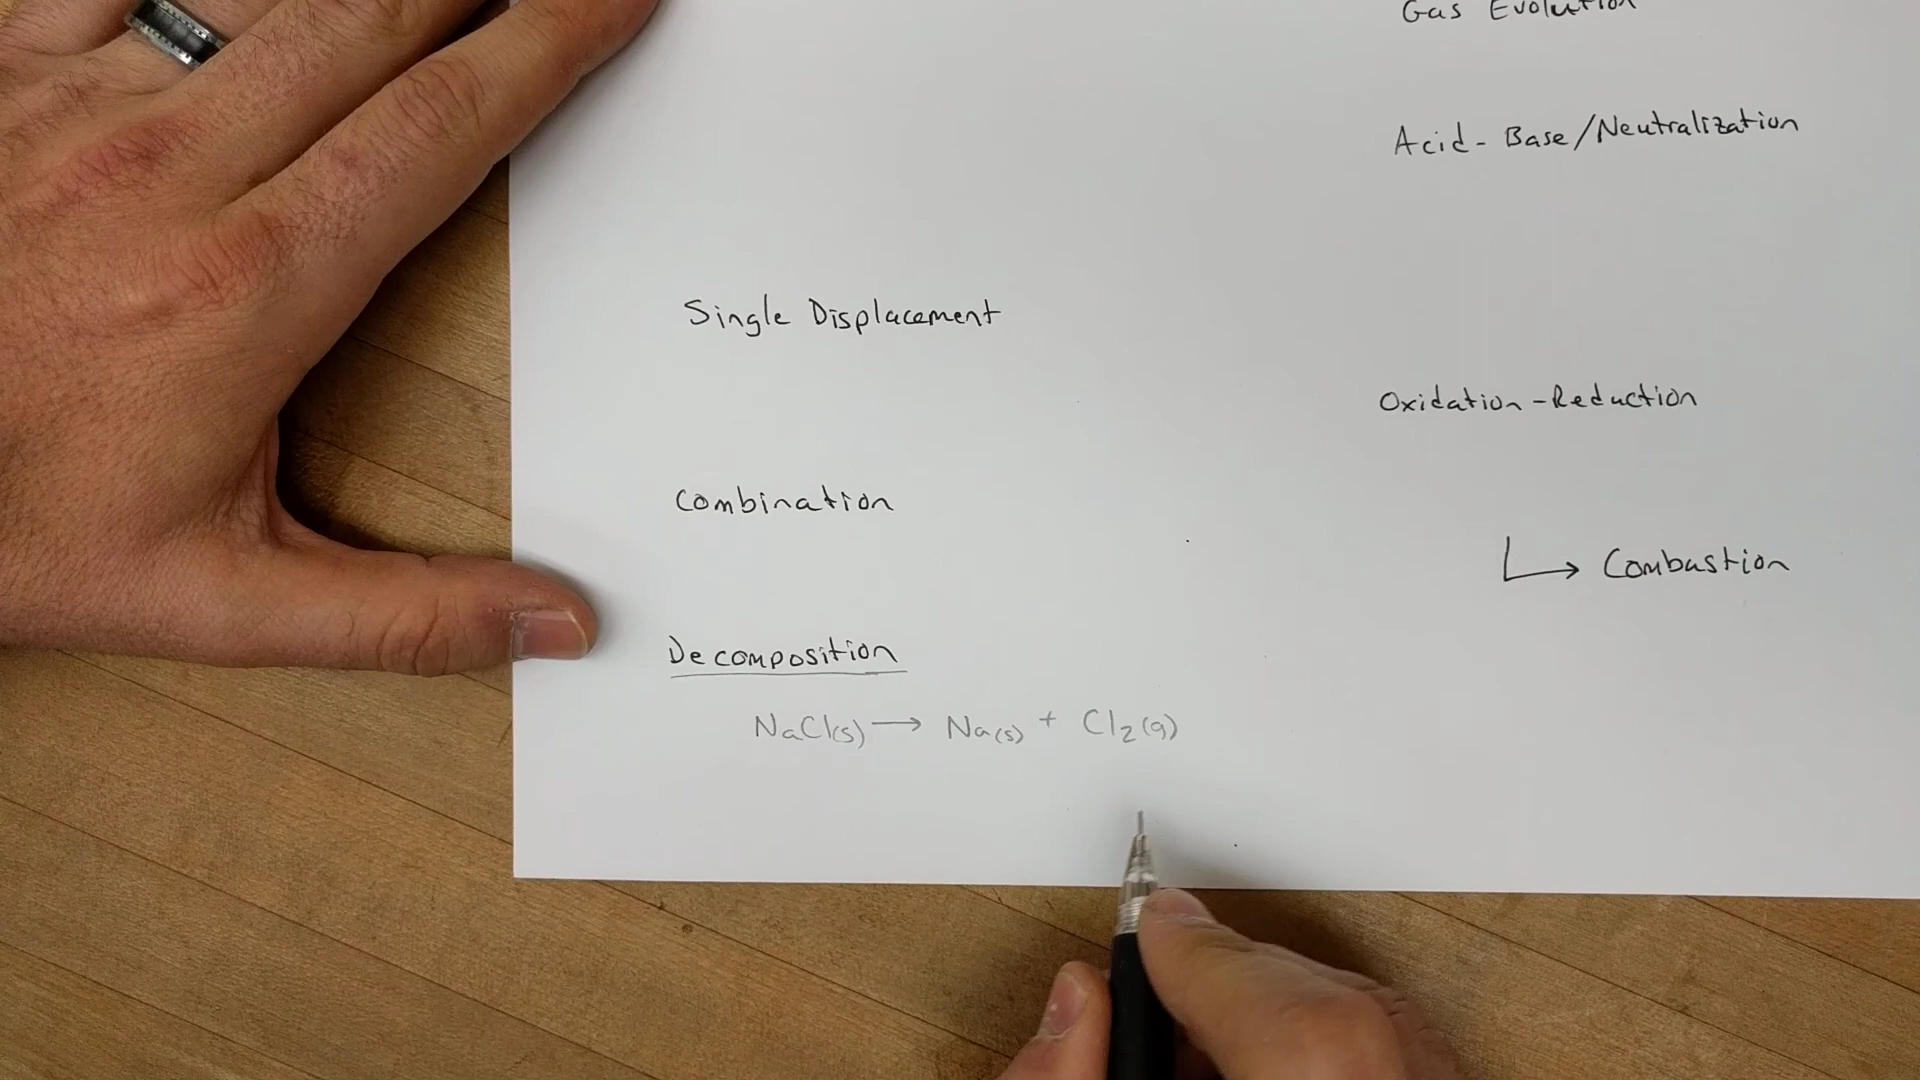 Gas Evolution
Acid-Base/Neutralization
Single Displacement
Oxidation-Reduction
Combination
Combustion
Decomposition
NaCl(s) → Na(s) + Cl₂(g)